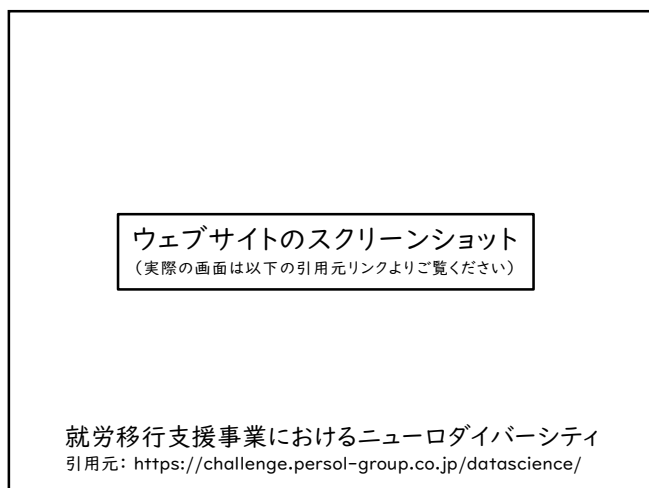 ウェブサイトのスクリーンショット
（実際の画面は以下の引用元リンクよりご覧ください）
就労移行支援事業におけるニューロダイバーシティ
引用元： https://challenge.persol-group.co.jp/datascience/